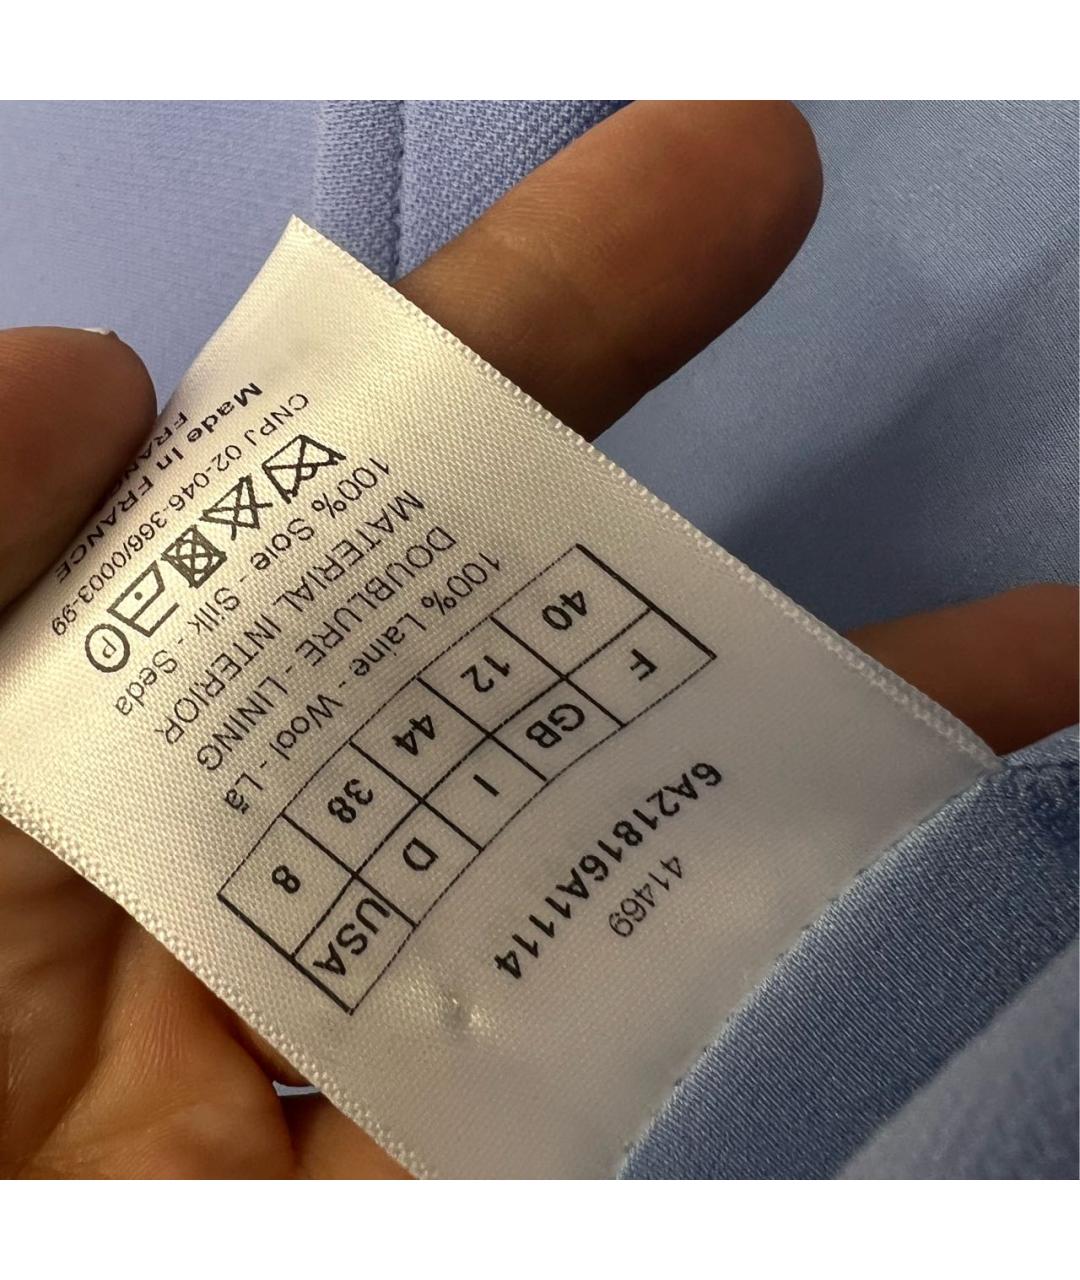 41469
6A21816A1114
F GB I D USA
40 12 44 38 8
100% Laine - Wool - Lã
DOUBLURE - LINING
MATERIAL INTERIOR
100% Soie - Silk - Seda
P
CNPJ 02-046-366/0003-99
Made in FRANCE